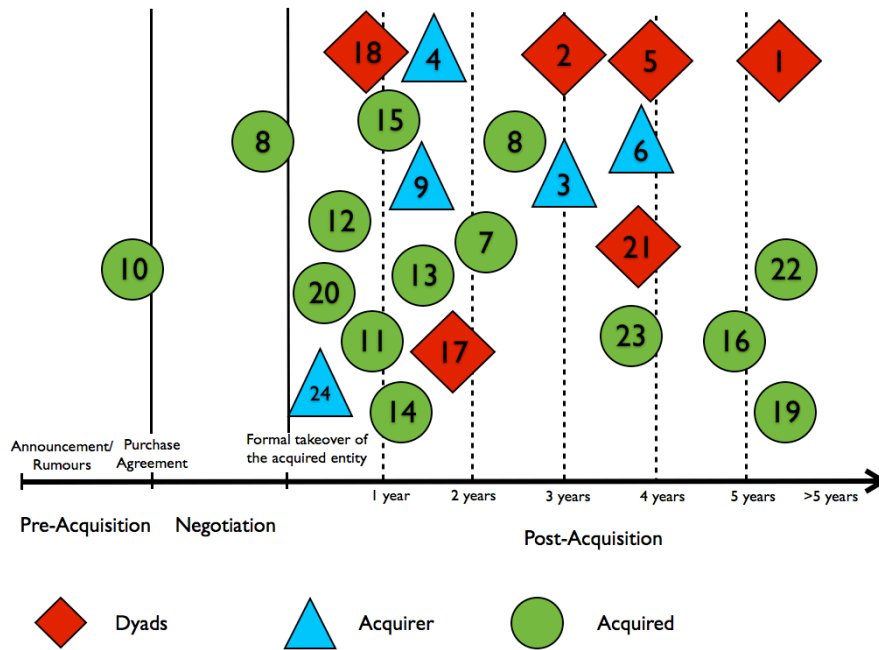 18
4
2
5
1
15
8
8
9
3
6
12
7
21
10
13
22
20
11
17
23
16
24
14
19
Announcement/
Rumours
Purchase
Agreement
Formal takeover of
the acquired entity
1 year
2 years
3 years
4 years
5 years
>5 years
Pre-Acquisition
Negotiation
Post-Acquisition
Dyads
Acquirer
Acquired